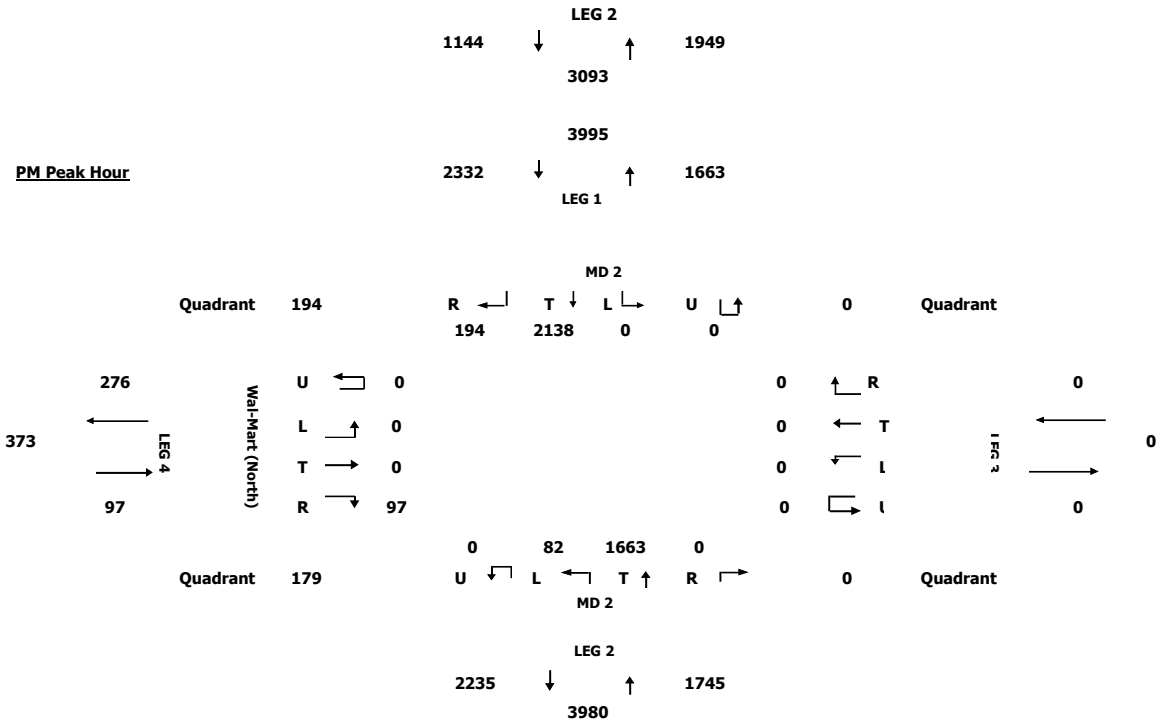 LEG 2
1144 1949
3093
3995
PM Peak Hour 2332 1663
LEG 1
MD 2
Quadrant 194 R T L U 0 Quadrant
194 2138 0 0
276 U 0 0 R 0
Wal-Mart (North)
L 0 0 T
373 LEG 4 0
T 0 0
97 R 97 0 0
0 82 1663 0
Quadrant 179 U L T R 0 Quadrant
MD 2
LEG 2
2235 1745
3980